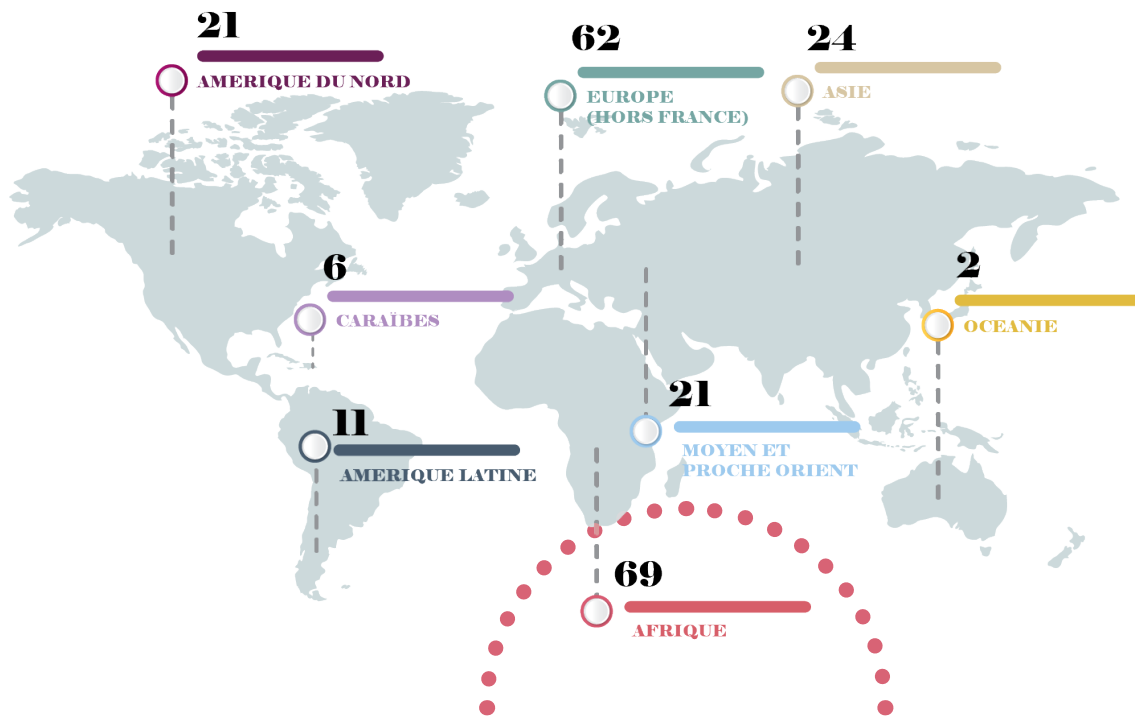 21
AMERIQUE DU NORD
62
EUROPE
(HORS FRANCE)
24
ASIE
6
CARAÏBES
2
OCEANIE
11
AMERIQUE LATINE
21
MOYEN ET
PROCHE ORIENT
69
AFRIQUE